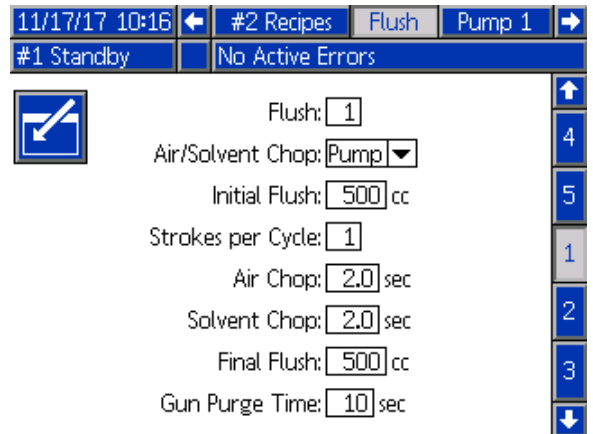 11/17/17 10:16 #2 Recipes Flush Pump 1
#1 Standby No Active Errors
Flush: 1
Air/Solvent Chop: Pump
Initial Flush: 500 cc
Strokes per Cycle: 1
Air Chop: 2.0 sec
Solvent Chop: 2.0 sec
Final Flush: 500 cc
Gun Purge Time: 10 sec
4
5
1
2
3